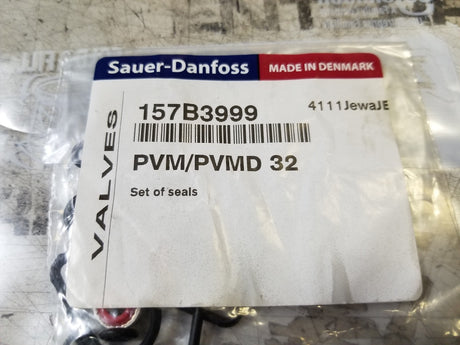 Sauer-Danfoss MADE IN DENMARK
157B3999 4111JewaJE
PVM/PVMD 32
Set of seals
VALVES